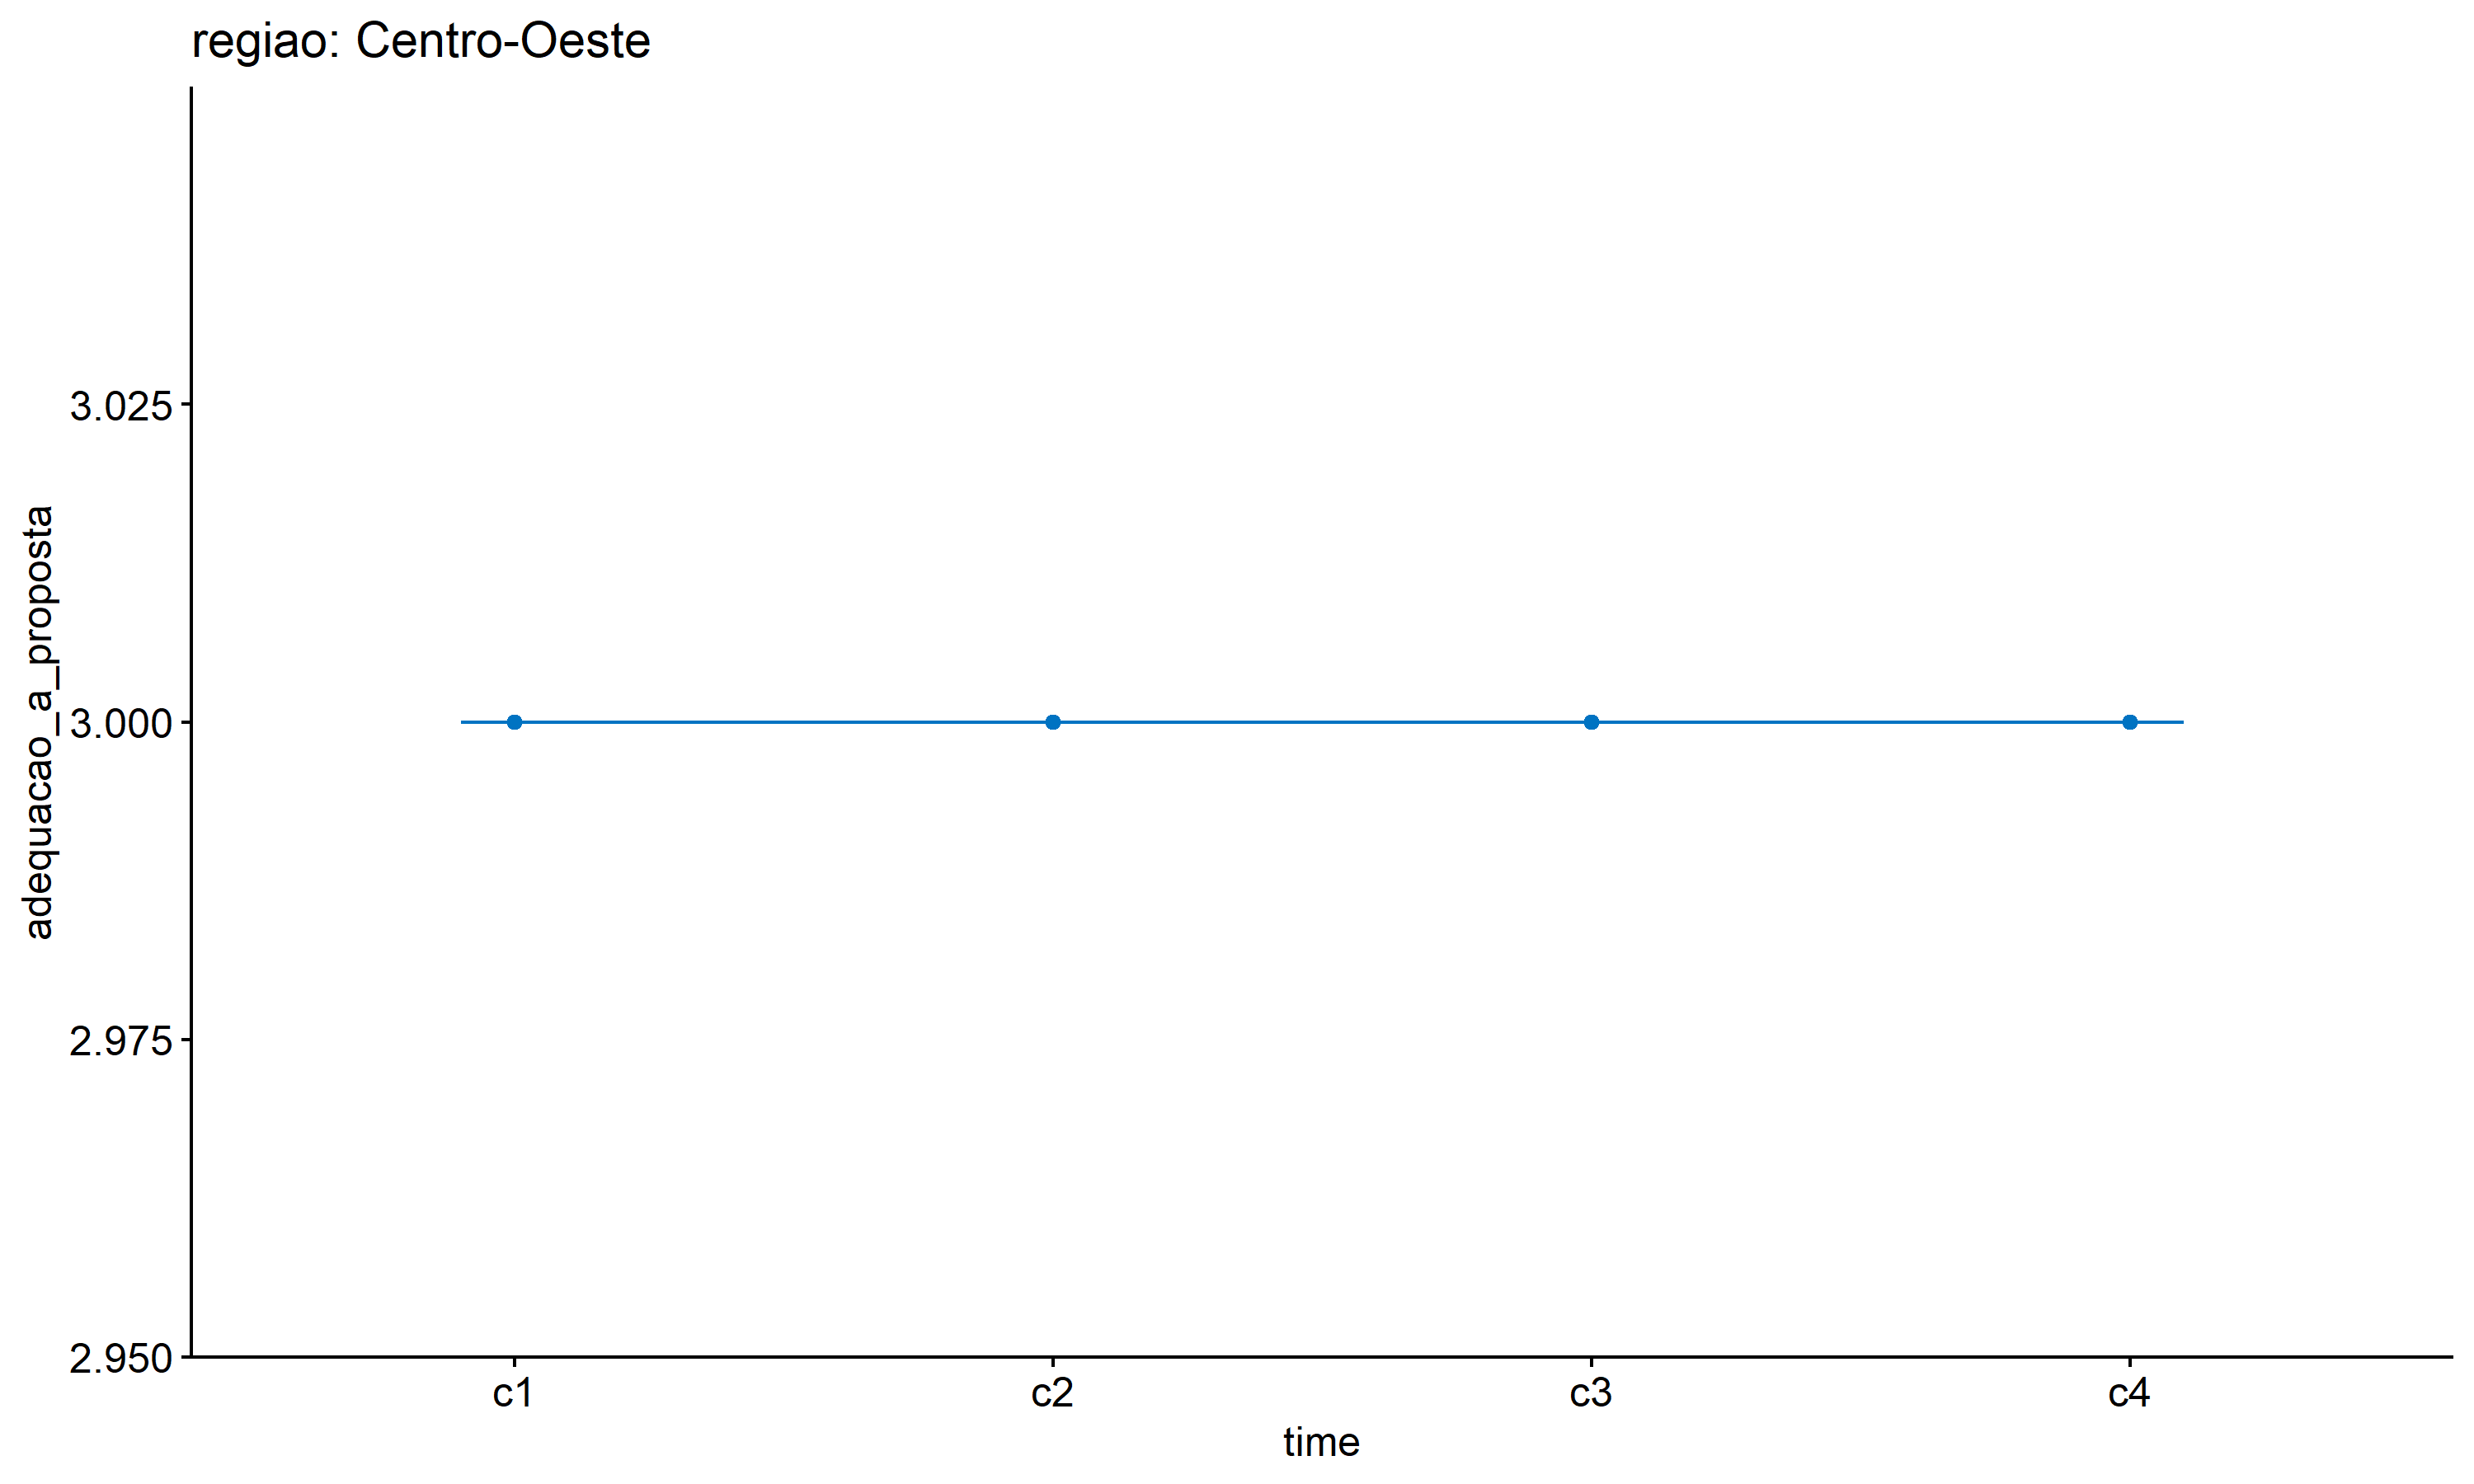 regiao: Centro-Oeste
adequacao_a_proposta
3.025
3.000
2.975
2.950
c1 c2 c3 c4
time